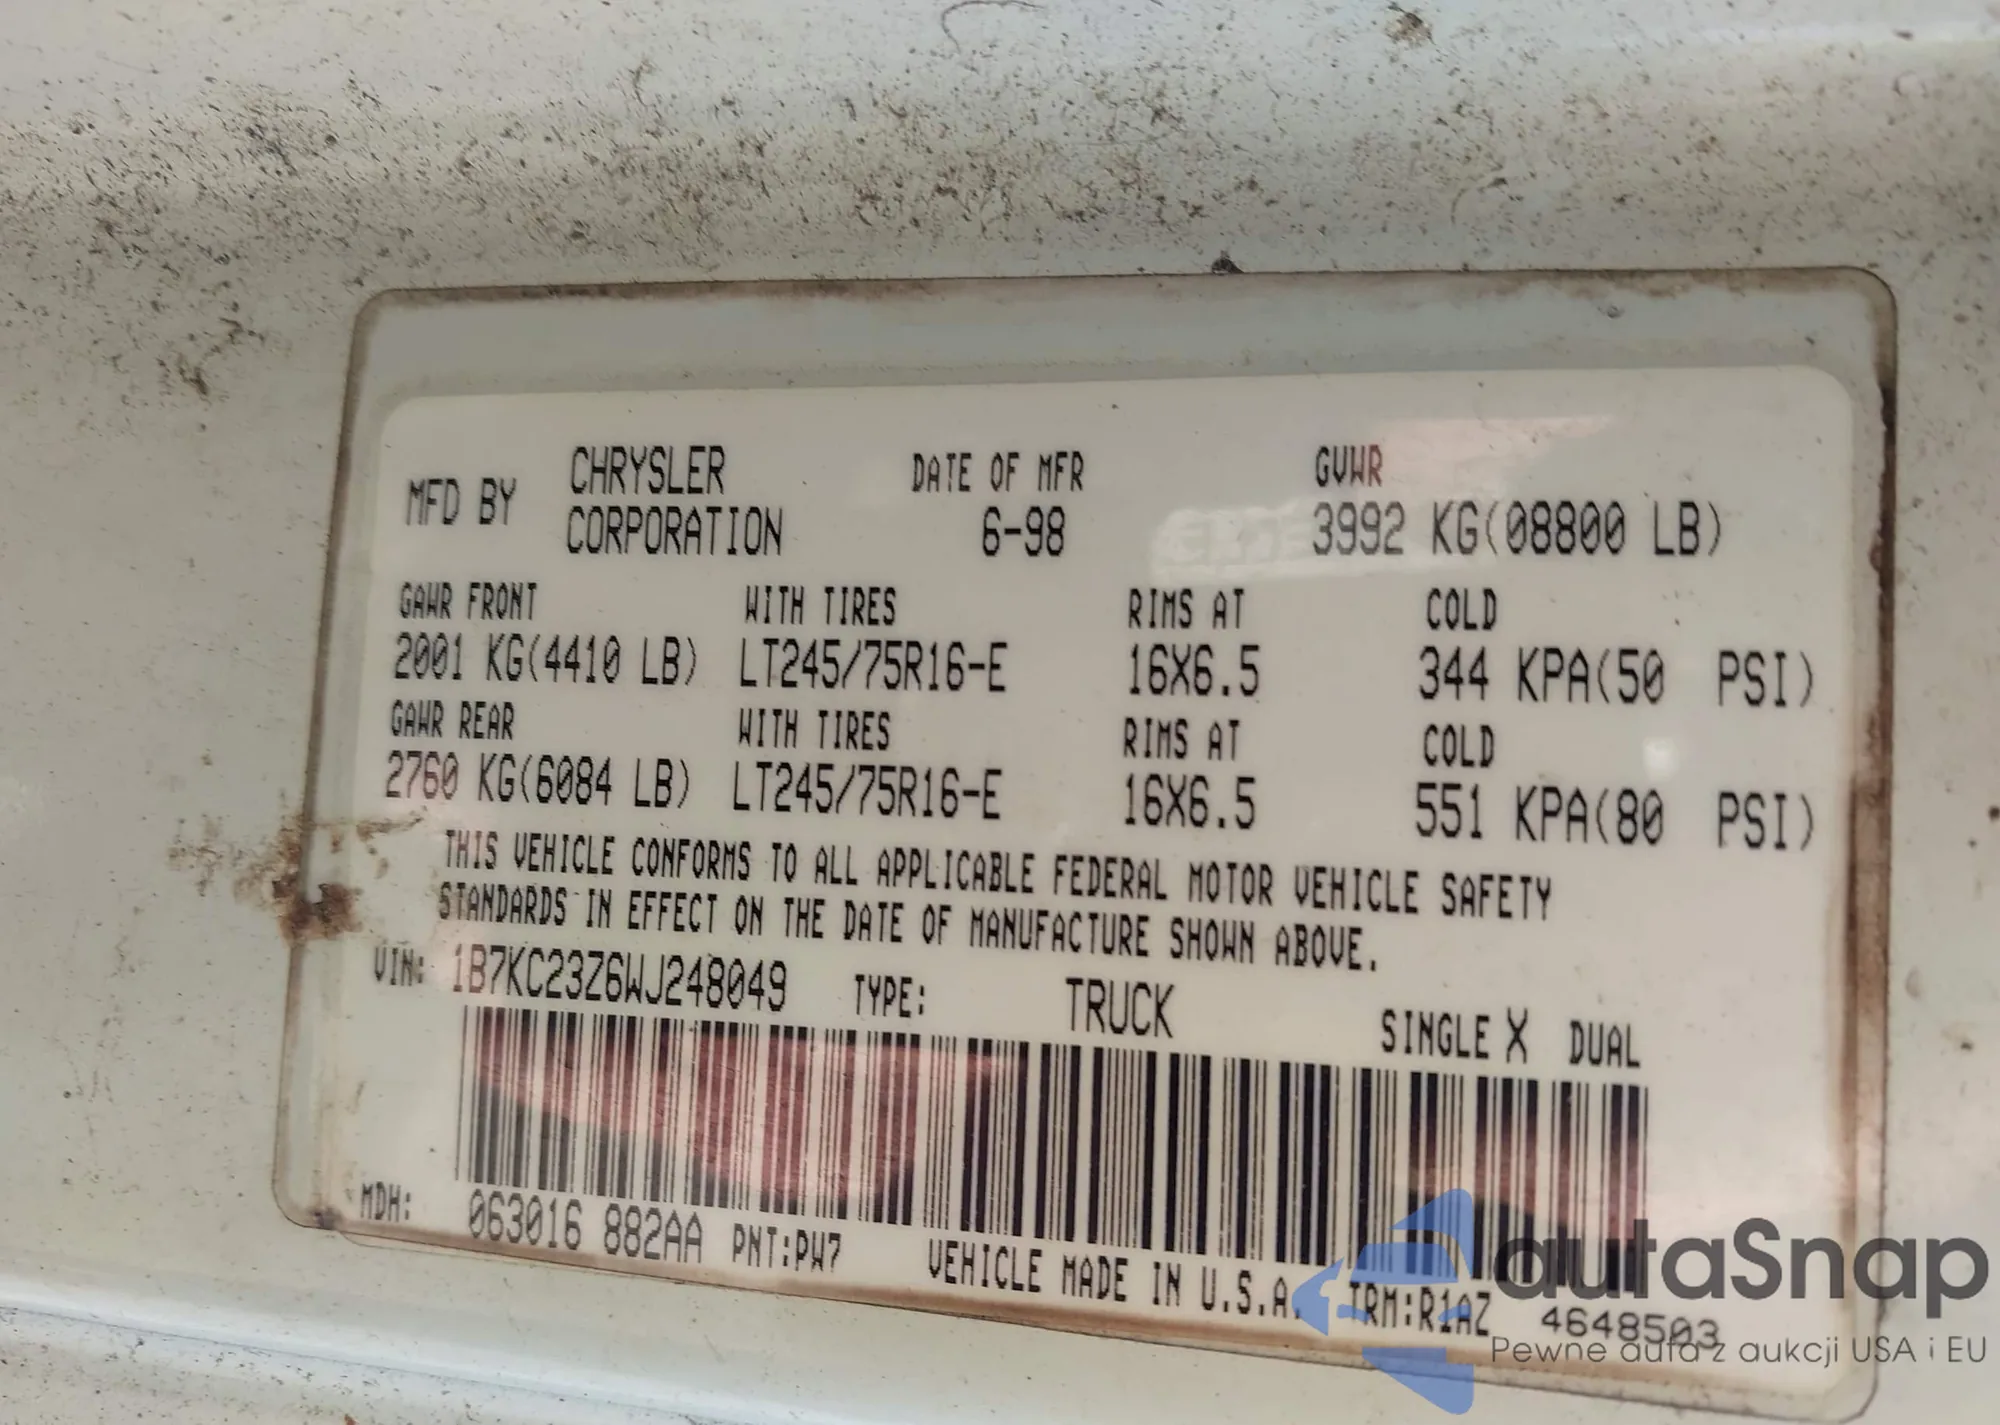 MFD BY CHRYSLER CORPORATION DATE OF MFR 6-98 GVWR 3992 KG(08800 LB)
GAWR FRONT WITH TIRES RIMS AT COLD
2001 KG(4410 LB) LT245/75R16-E 16X6.5 344 KPA(50 PSI)
GAWR REAR WITH TIRES RIMS AT COLD
2760 KG(6084 LB) LT245/75R16-E 16X6.5 551 KPA(80 PSI)
THIS VEHICLE CONFORMS TO ALL APPLICABLE FEDERAL MOTOR VEHICLE SAFETY
STANDARDS IN EFFECT ON THE DATE OF MANUFACTURE SHOWN ABOVE.
VIN: 1B7KC23Z6WJ248049 TYPE: TRUCK SINGLE X DUAL
MDH: 063016 882AA PNT:PW7 VEHICLE MADE IN U.S.A. TRM:R1AZ 4648503
autaSnap
Pewne auta z aukcji USA i EU